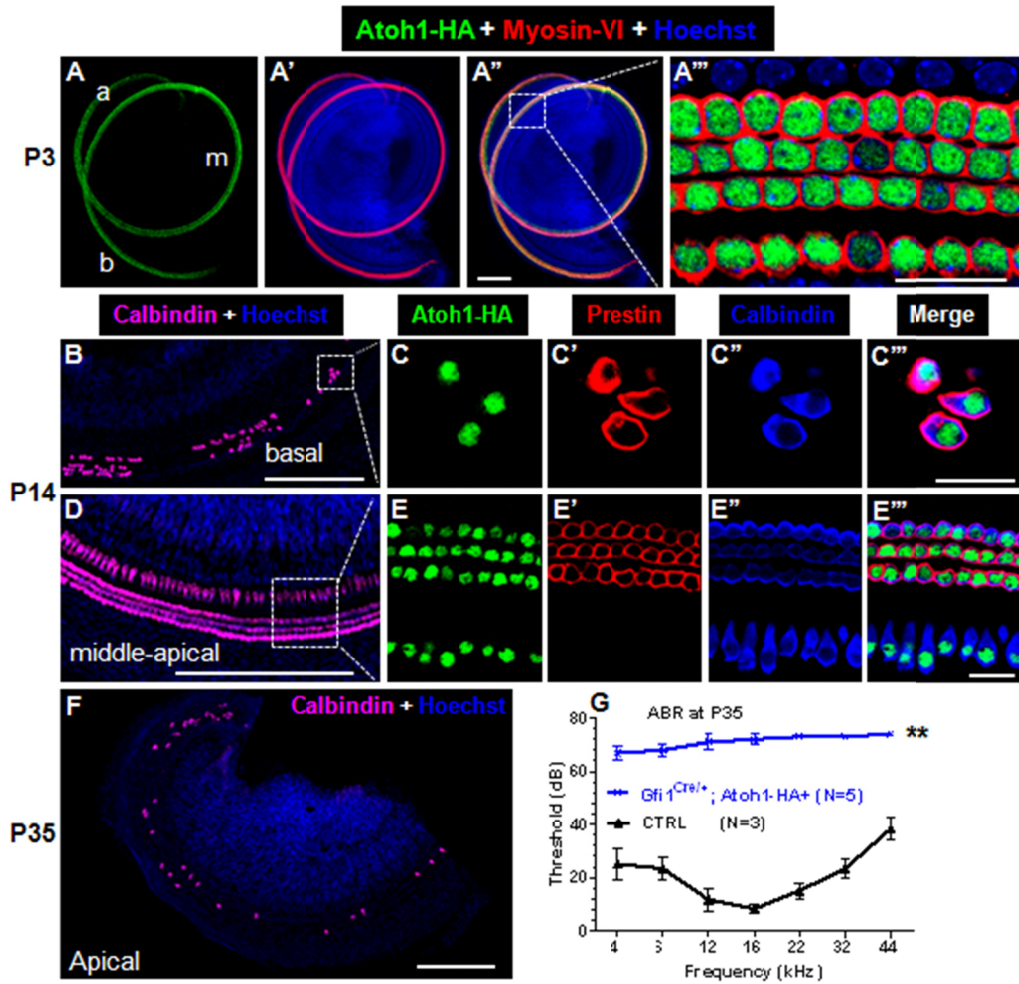 Atoh1-HA + Myosin-VI + Hoechst
A A' A'' A'''
a
m
b
P3
Calbindin + Hoechst Atoh1-HA Prestin Calbindin Merge
B C C' C'' C'''
basal
P14
D E E' E'' E'''
middle-apical
F Calbindin + Hoechst
P35
Apical
G
ABR at P35
**
Gfi1Cre/+; Atoh1-HA+ (N=5)
CTRL (N=3)
Threshold (dB)
80
60
40
20
0
4 6 12 16 22 32 44
Frequency (kHz)